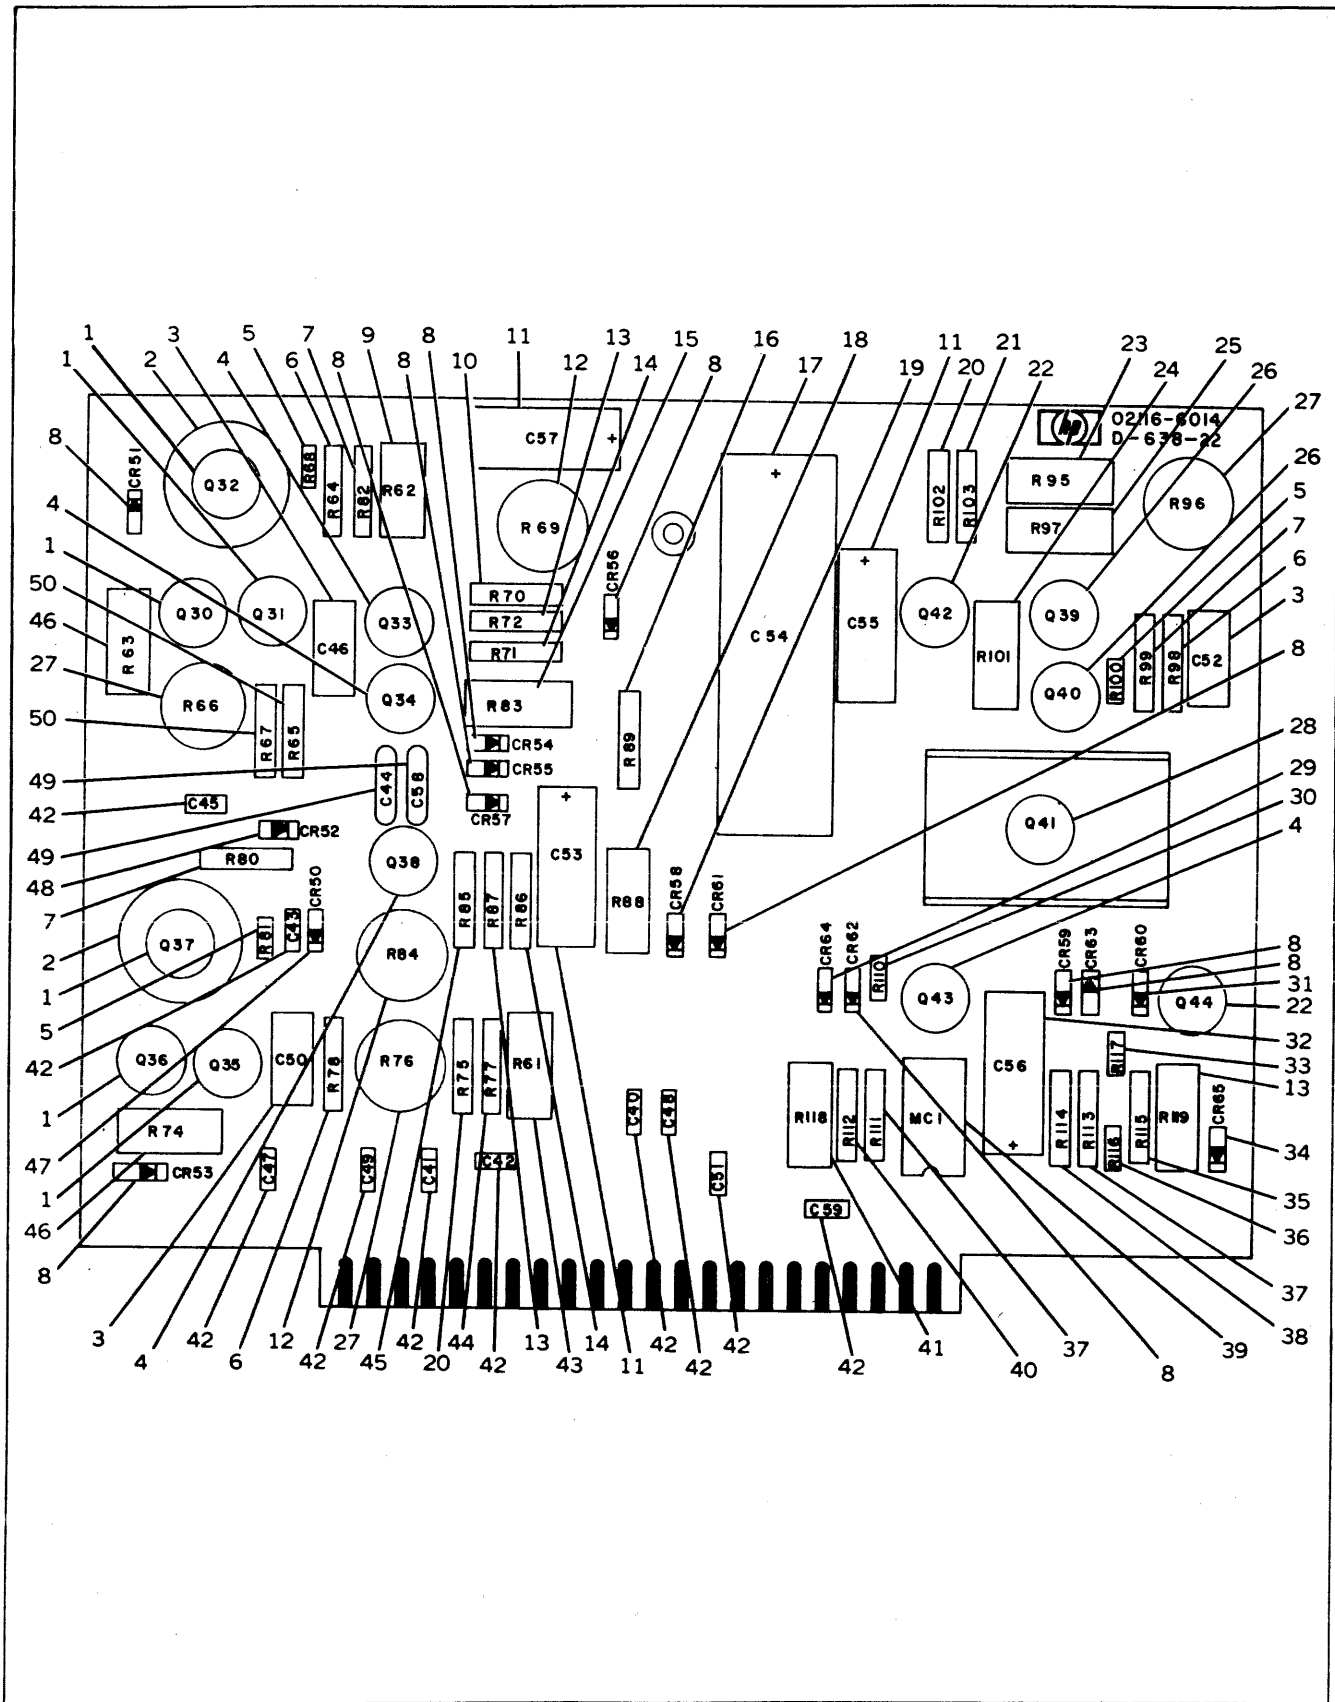 1 3 5 7 9 8 11 13 15 16 18 11 21 23 25
1 2 4 6 8 8 10 12 14 8 17 19 20 22 24 26
8 27
4 26
1 5
50 7
46 6
27 3
50 8
49 28
42 29
49 30
48 4
7 8
2 8
1 31
5 22
42 32
1 33
47 13
1 34
46 35
8 36
37
38
3 42 12 27 42 44 13 14 42 42 41 37 39
4 6 42 45 20 42 43 11 42 42 40 8
hp 02116-6014
D-638-22
CR51
Q32
R68
R64
R82
R62
C57
+
R69
CR56
+
C54
+
C55
R102
R103
Q42
R95
R97
R96
R63
Q30
Q31
C46
Q33
R70
R72
R71
R101
Q39
Q40
R100
R99
R98
C52
R66
R67
R65
Q34
R83
R89
CR54
CR55
CR57
C44
C58
C45
CR52
R80
Q38
+
C53
R88
CR58
CR61
Q41
R85
R87
R86
CR50
C43
R81
Q37
R84
CR64
CR62
R110
Q43
CR59
CR63
CR60
Q44
Q36
Q35
C50
R78
R76
R75
R77
R61
C40
C48
R118
R112
R111
MC1
C56
+
R117
R114
R113
R116
R115
R119
CR65
R74
CR53
C47
C49
C41
C42
C51
C59